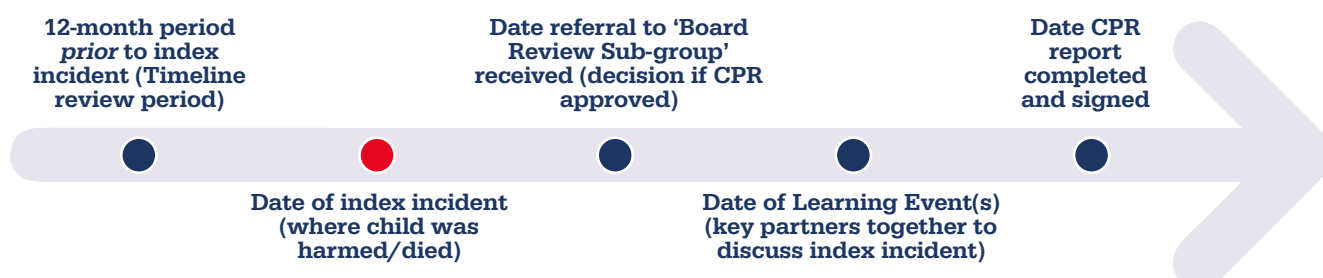 12-month period
prior to index
incident (Timeline
review period)
Date of index incident
(where child was
harmed/died)
Date referral to ‘Board
Review Sub-group’
received (decision if CPR
approved)
Date of Learning Event(s)
(key partners together to
discuss index incident)
Date CPR
report
completed
and signed